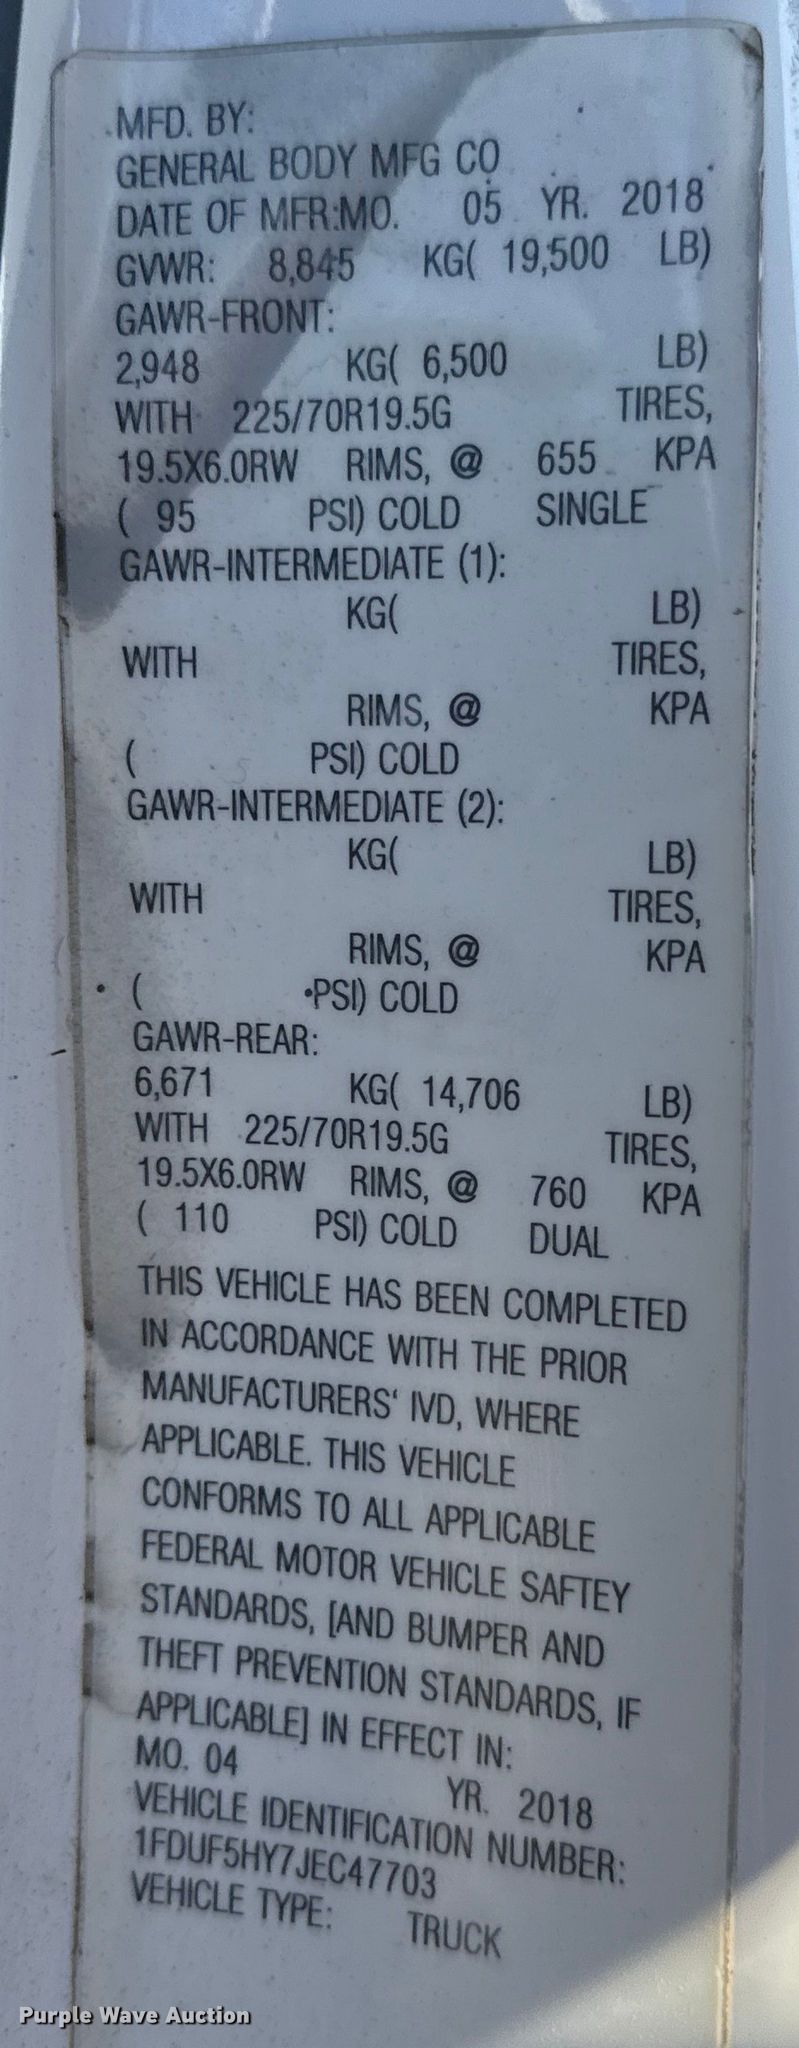 MFD. BY:
GENERAL BODY MFG CO
DATE OF MFR:MO. 05 YR. 2018
GVWR: 8,845 KG( 19,500 LB)
GAWR-FRONT:
2,948 KG( 6,500 LB)
WITH 225/70R19.5G TIRES,
19.5X6.0RW RIMS, @ 655 KPA
( 95 PSI) COLD SINGLE
GAWR-INTERMEDIATE (1):
KG( LB)
WITH TIRES,
RIMS, @ KPA
( PSI) COLD
GAWR-INTERMEDIATE (2):
KG( LB)
WITH TIRES,
RIMS, @ KPA
( PSI) COLD
GAWR-REAR:
6,671 KG( 14,706 LB)
WITH 225/70R19.5G TIRES,
19.5X6.0RW RIMS, @ 760 KPA
( 110 PSI) COLD DUAL
THIS VEHICLE HAS BEEN COMPLETED
IN ACCORDANCE WITH THE PRIOR
MANUFACTURERS' IVD, WHERE
APPLICABLE. THIS VEHICLE
CONFORMS TO ALL APPLICABLE
FEDERAL MOTOR VEHICLE SAFTEY
STANDARDS, [AND BUMPER AND
THEFT PREVENTION STANDARDS, IF
APPLICABLE] IN EFFECT IN:
MO. 04 YR. 2018
VEHICLE IDENTIFICATION NUMBER:
1FDUF5HY7JEC47703
VEHICLE TYPE: TRUCK
Purple Wave Auction